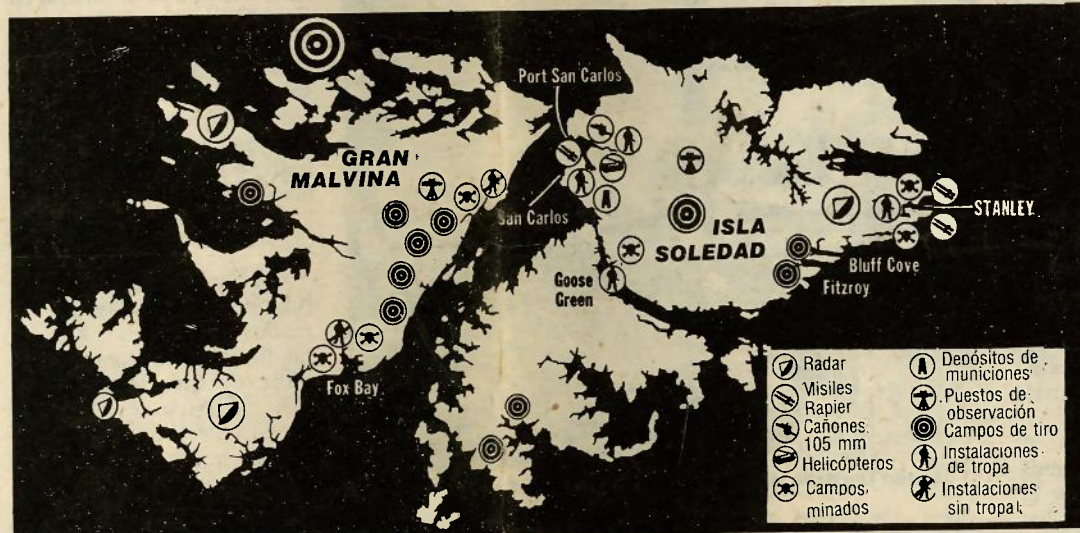 Port San Carlos
GRAN
MALVINA
San Carlos
STANLEY
ISLA
SOLEDAD
Goose
Green
Bluff Cove
Fitzroy
Fox Bay
Radar
Visiles
Rapier
Cañones
105 mm
Helicópteros
Campos
minados
Depósitos de
municiones
Puestos de
observación
Campos de tiro
Instalaciones
de tropa
Instalaciones
sin tropa